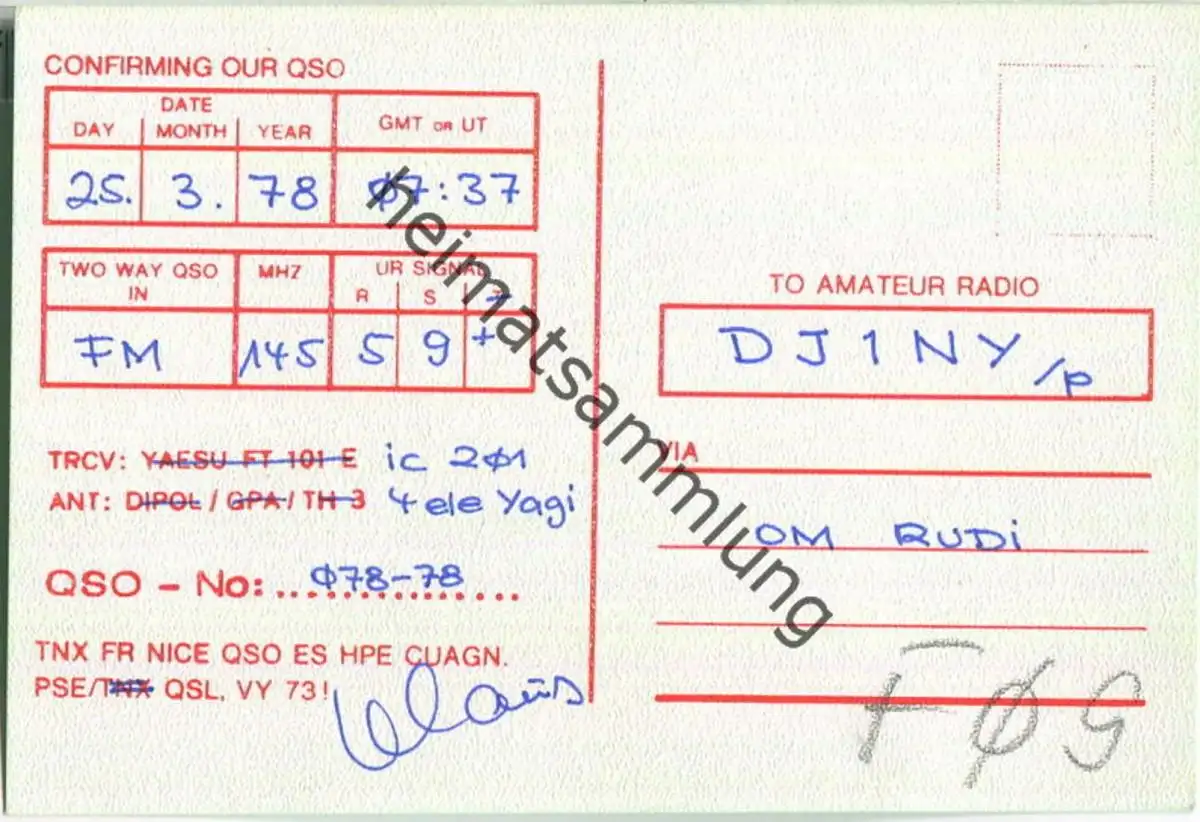 CONFIRMING OUR QSO
DATE
DAY MONTH YEAR GMT OR UT
25. 3. 78 Ø7:37
TWO WAY QSO IN MHZ UR SIGNAL
R S T
FM 145 5 9 +
TRCV: YAESU FT 101 E ic 2Ø1
ANT: DIPOL / GPA / TH 3 4 ele Yagi
QSO – No: Ø78-78
TNX FR NICE QSO ES HPE CUAGN.
PSE/TNX QSL, VY 73!
Klaus
TO AMATEUR RADIO
DJ1NY/p
VIA
OM RUDi
FØ9
heimatsammlung